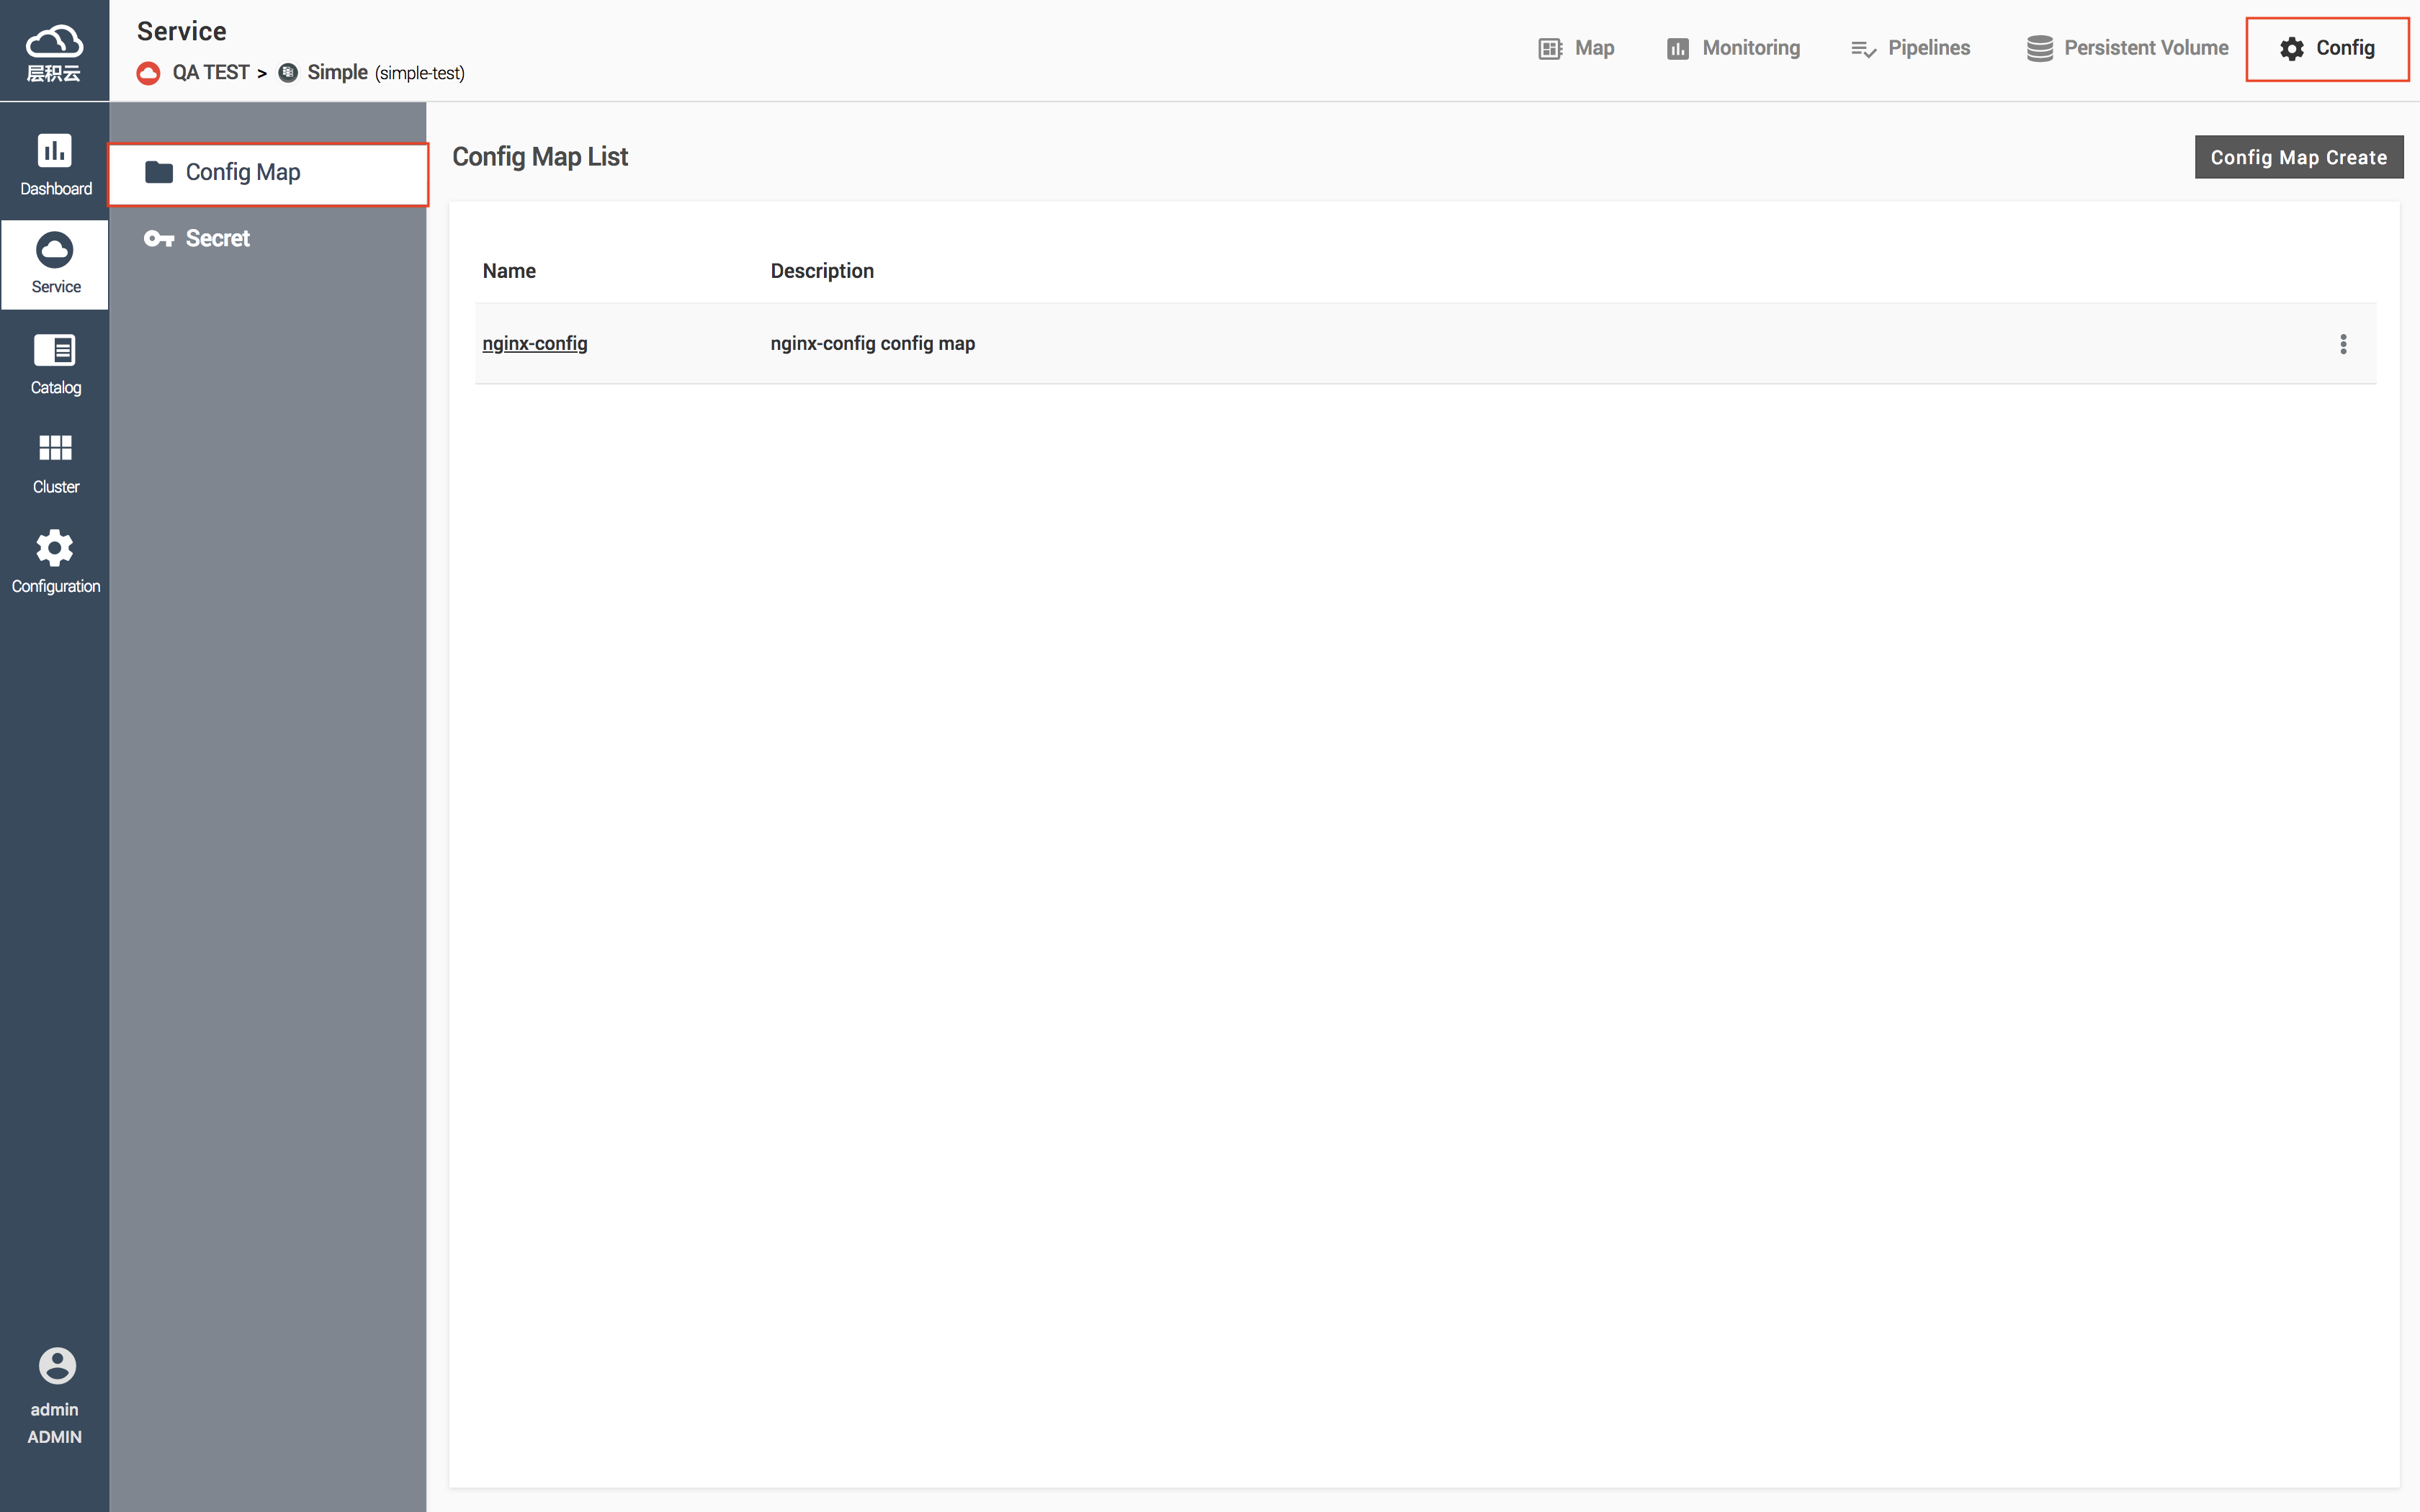 层积云
Service
QA TEST > Simple (simple-test)
Map
Monitoring
Pipelines
Persistent Volume
Config
Dashboard
Service
Catalog
Cluster
Configuration
admin
ADMIN
Config Map
Secret
Config Map List
Config Map Create
Name Description
nginx-config nginx-config config map